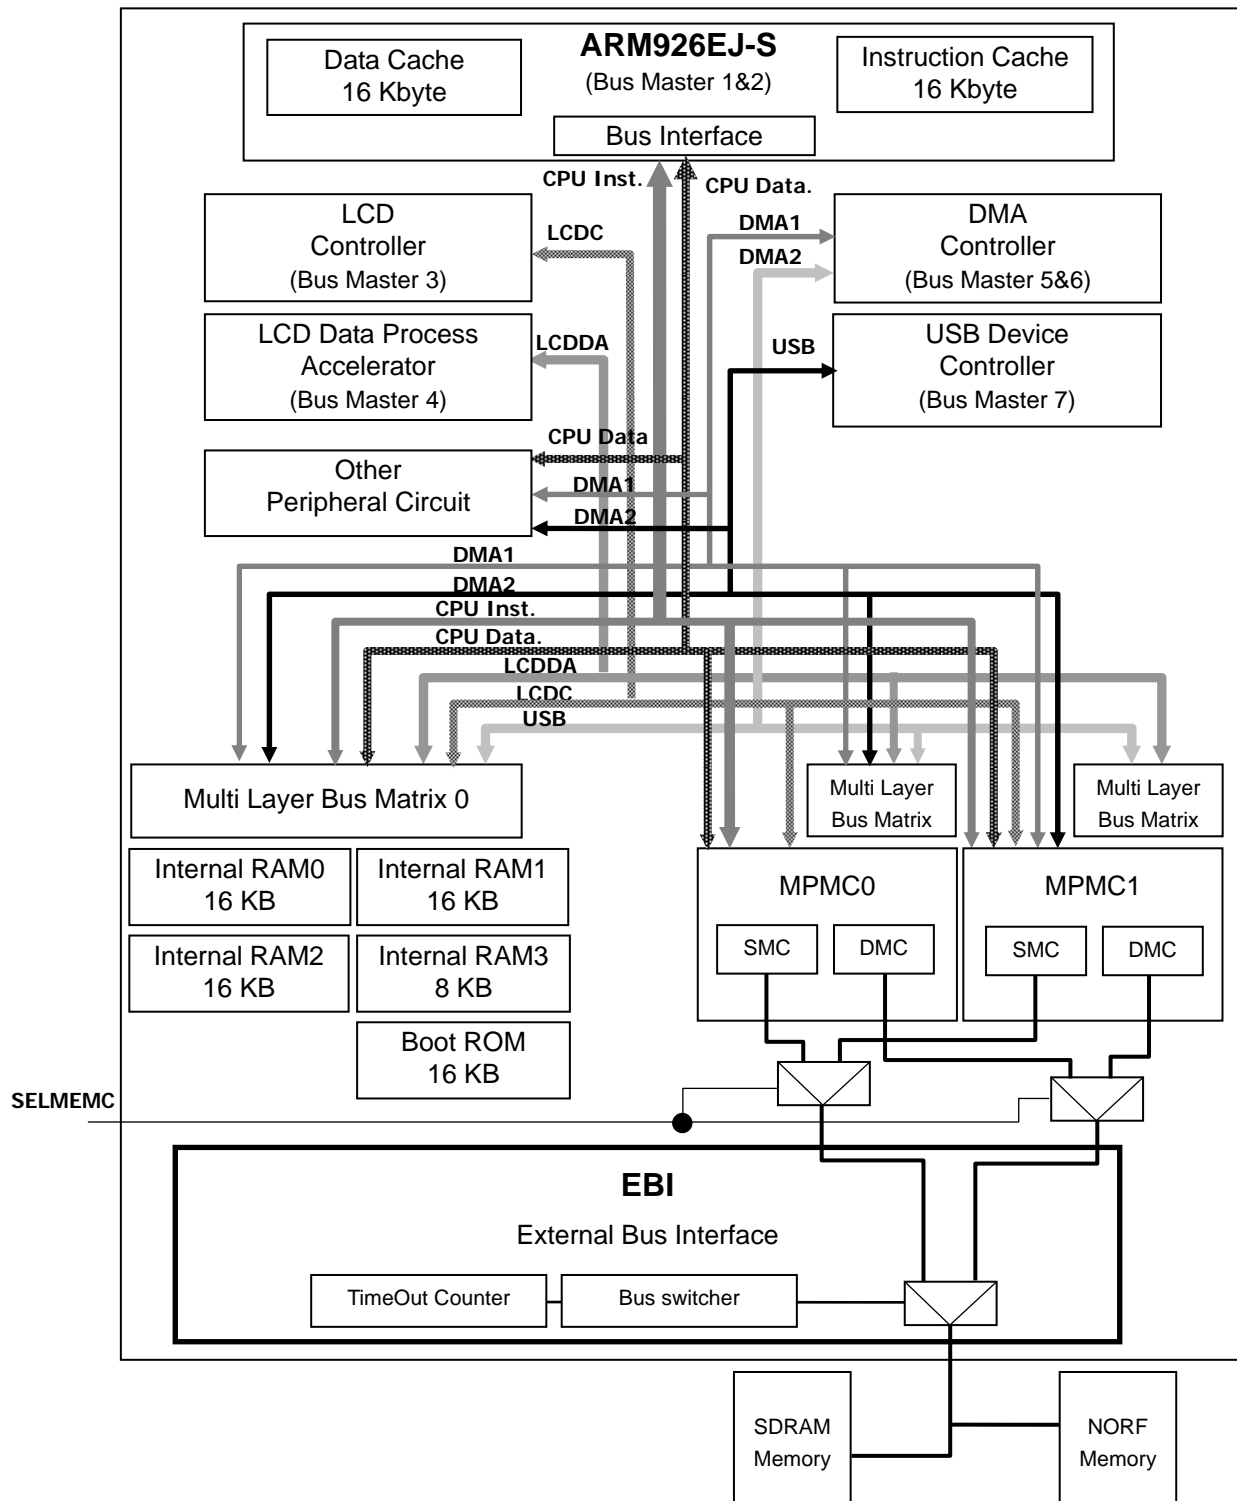 ARM926EJ-S
(Bus Master 1&2)
Data Cache
16 Kbyte
Instruction Cache
16 Kbyte
Bus Interface
CPU Inst.
CPU Data.
LCD
Controller
(Bus Master 3)
LCDC
DMA1
DMA2
DMA
Controller
(Bus Master 5&6)
LCD Data Process
Accelerator
(Bus Master 4)
LCDDA
USB
USB Device
Controller
(Bus Master 7)
CPU Data
Other
Peripheral Circuit
DMA1
DMA2
DMA1
DMA2
CPU Inst.
CPU Data.
LCDDA
LCDC
USB
Multi Layer Bus Matrix 0
Multi Layer
Bus Matrix
Multi Layer
Bus Matrix
Internal RAM0
16 KB
Internal RAM1
16 KB
MPMC0
MPMC1
Internal RAM2
16 KB
Internal RAM3
8 KB
SMC
DMC
SMC
DMC
Boot ROM
16 KB
SELMEMC
EBI
External Bus Interface
TimeOut Counter
Bus switcher
SDRAM
Memory
NORF
Memory